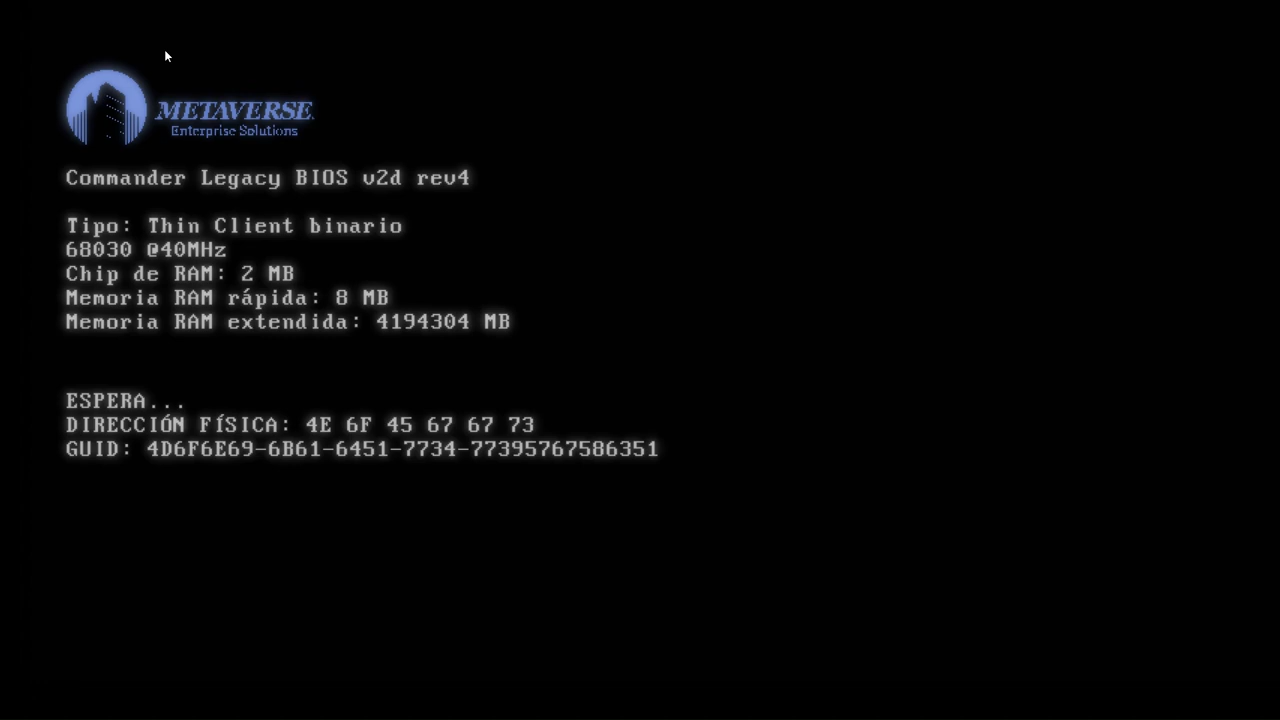 METAVERSE
Enterprise Solutions
Commander Legacy BIOS v2d rev4
Tipo: Thin Client binario
68030 @40MHz
Chip de RAM: 2 MB
Memoria RAM rápida: 8 MB
Memoria RAM extendida: 4194304 MB
ESPERA...
DIRECCIÓN FÍSICA: 4E 6F 45 67 67 73
GUID: 4D6F6E69-6B61-6451-7734-77395767586351